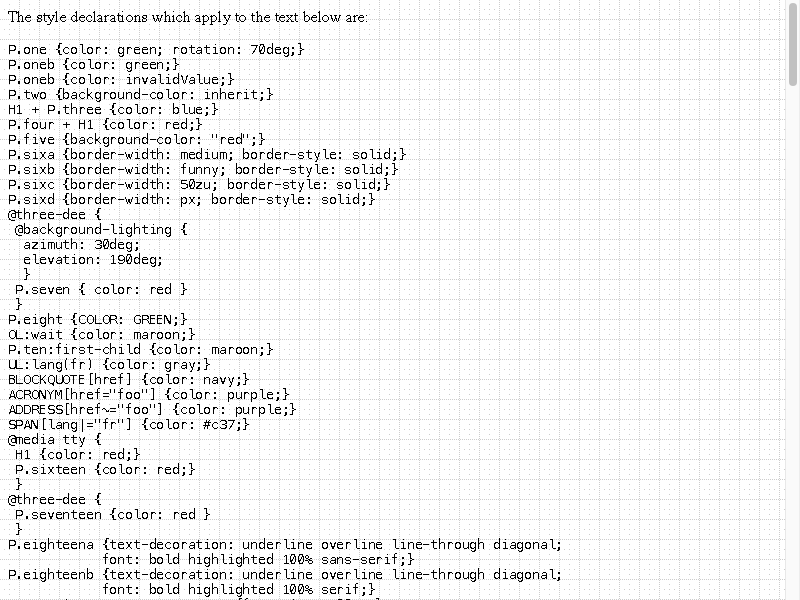 The style declarations which apply to the text below are:
P.one {color: green; rotation: 70deg;}
P.oneb {color: green;}
P.oneb {color: invalidValue;}
P.two {background-color: inherit;}
H1 + P.three {color: blue;}
P.four + H1 {color: red;}
P.five {background-color: "red";}
P.sixa {border-width: medium; border-style: solid;}
P.sixb {border-width: funny; border-style: solid;}
P.sixc {border-width: 50zu; border-style: solid;}
P.sixd {border-width: px; border-style: solid;}
@three-dee {
 @background-lighting {
  azimuth: 30deg;
  elevation: 190deg;
  }
 P.seven { color: red }
 }
P.eight {COLOR: GREEN;}
OL:wait {color: maroon;}
P.ten:first-child {color: maroon;}
UL:lang(fr) {color: gray;}
BLOCKQUOTE[href] {color: navy;}
ACRONYM[href="foo"] {color: purple;}
ADDRESS[href~="foo"] {color: purple;}
SPAN[lang|="fr"] {color: #c37;}
@media tty {
 H1 {color: red;}
 P.sixteen {color: red;}
 }
@three-dee {
 P.seventeen {color: red }
 }
P.eighteena {text-decoration: underline overline line-through diagonal;
            font: bold highlighted 100% sans-serif;}
P.eighteenb {text-decoration: underline overline line-through diagonal;
            font: bold highlighted 100% serif;}